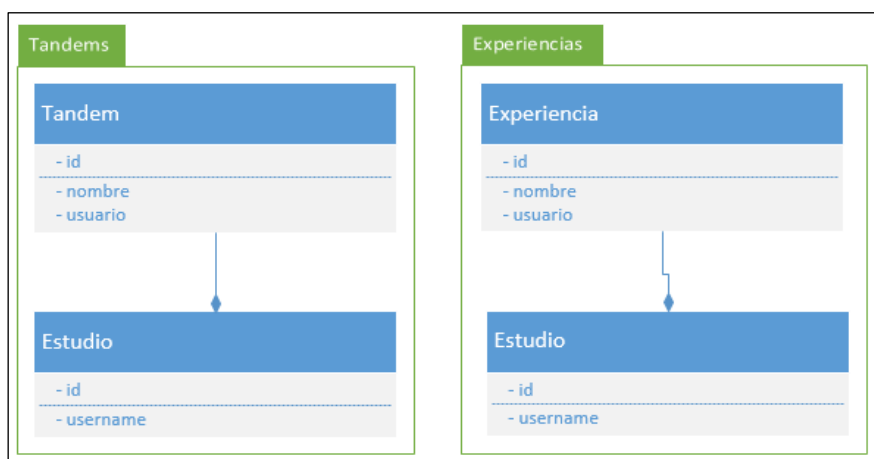 Tandems
Tandem
- id
- nombre
- usuario
Estudio
- id
- username
Experiencias
Experiencia
- id
- nombre
- usuario
Estudio
- id
- username